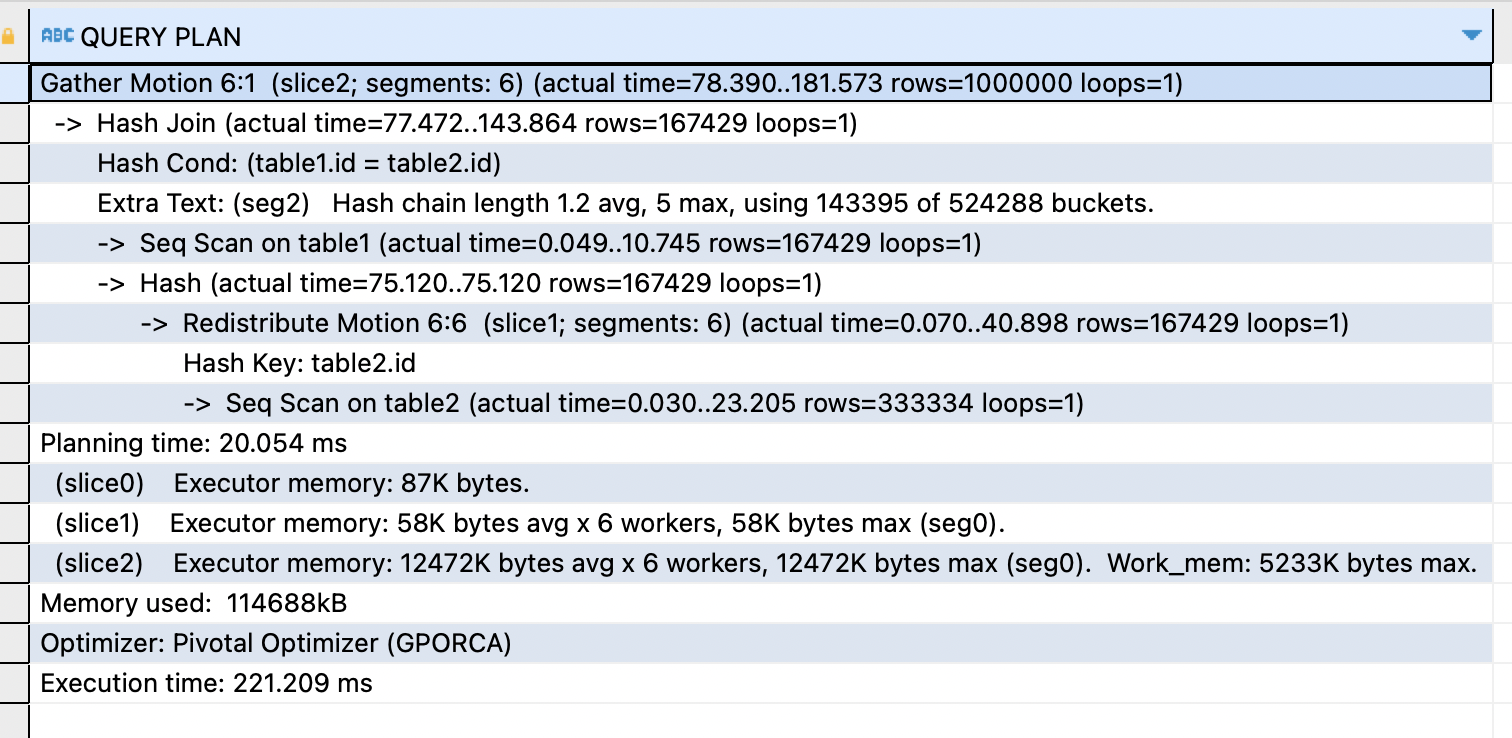 ABC QUERY PLAN
Gather Motion 6:1  (slice2; segments: 6) (actual time=78.390..181.573 rows=1000000 loops=1)
-> Hash Join (actual time=77.472..143.864 rows=167429 loops=1)
Hash Cond: (table1.id = table2.id)
Extra Text: (seg2)   Hash chain length 1.2 avg, 5 max, using 143395 of 524288 buckets.
-> Seq Scan on table1 (actual time=0.049..10.745 rows=167429 loops=1)
-> Hash (actual time=75.120..75.120 rows=167429 loops=1)
-> Redistribute Motion 6:6  (slice1; segments: 6) (actual time=0.070..40.898 rows=167429 loops=1)
Hash Key: table2.id
-> Seq Scan on table2 (actual time=0.030..23.205 rows=333334 loops=1)
Planning time: 20.054 ms
(slice0)    Executor memory: 87K bytes.
(slice1)    Executor memory: 58K bytes avg x 6 workers, 58K bytes max (seg0).
(slice2)    Executor memory: 12472K bytes avg x 6 workers, 12472K bytes max (seg0).  Work_mem: 5233K bytes max.
Memory used:  114688kB
Optimizer: Pivotal Optimizer (GPORCA)
Execution time: 221.209 ms